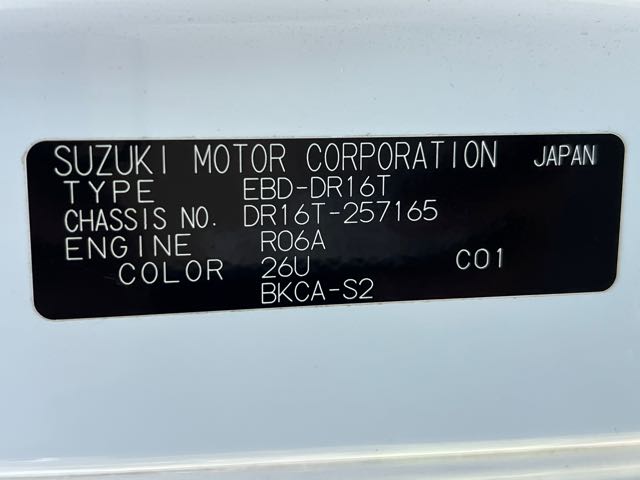 SUZUKI MOTOR CORPORATION JAPAN
TYPE EBD-DR16T
CHASSIS NO. DR16T-257165
ENGINE R06A
COLOR 26U C01
BKCA-S2